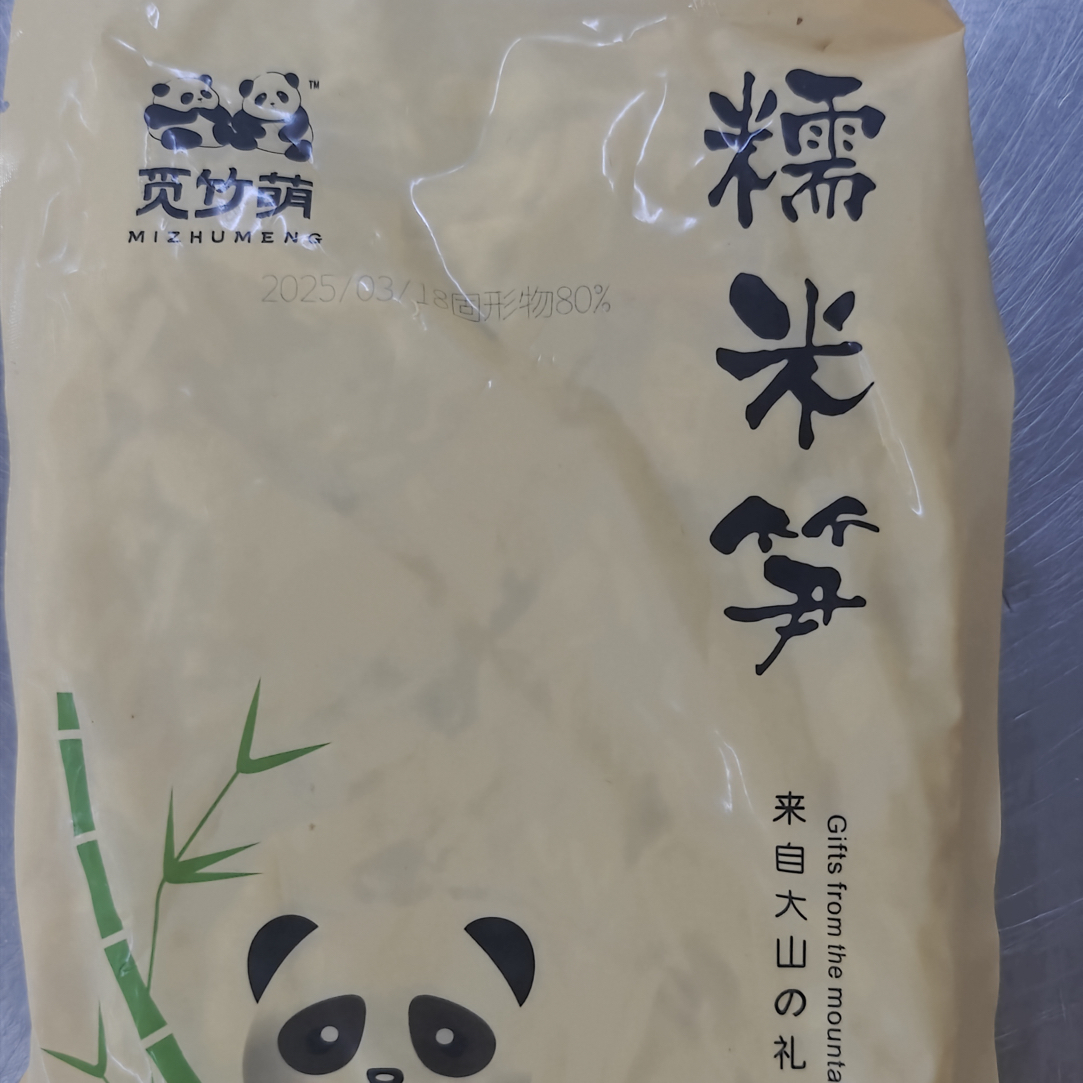 TM
觅竹萌
MIZHUMENG
2025/03/18固形物80%
糯米笋
来自大山の礼
Gifts from the mounta